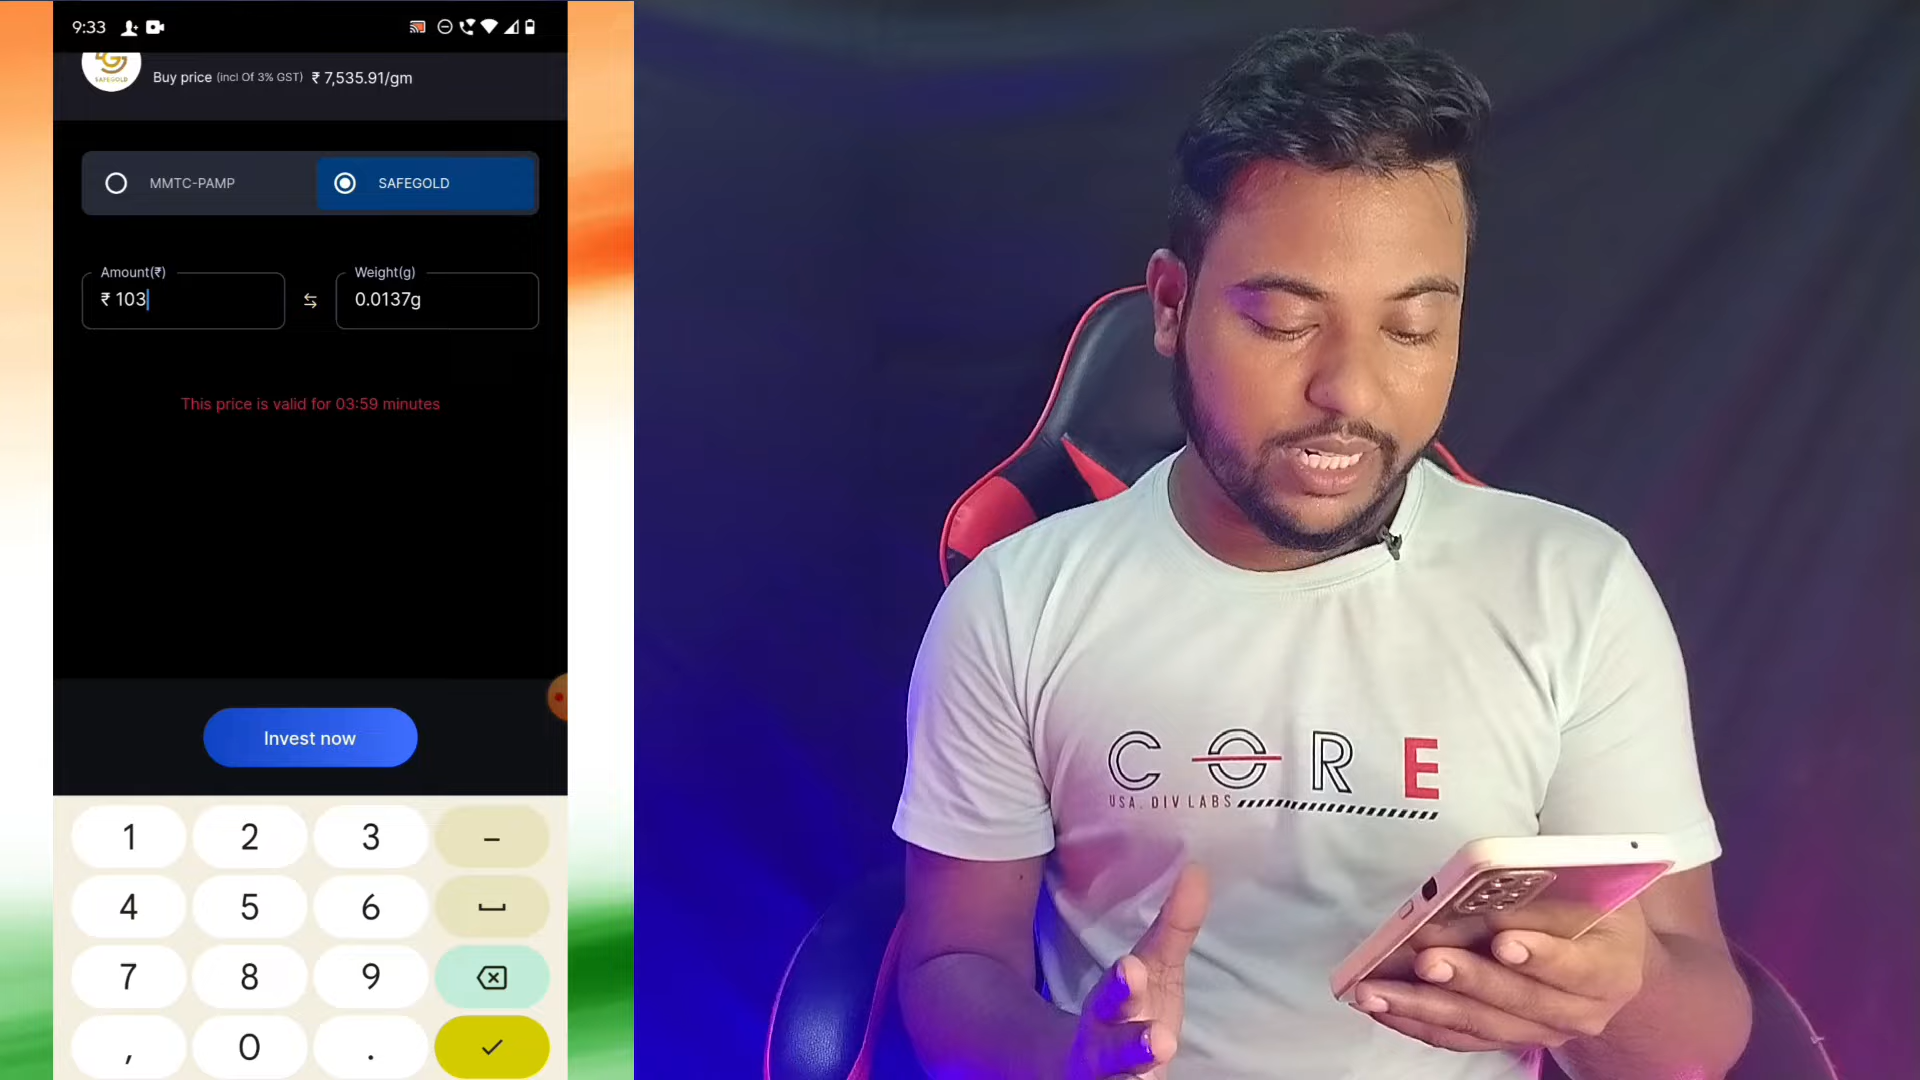 9:33
SAFEGOLD
Buy price (incl Of 3% GST) ₹ 7,535.91/gm
MMTC-PAMP
SAFEGOLD
Amount(₹)
₹ 103
Weight(g)
0.0137g
This price is valid for 03:59 minutes
Invest now
1 2 3 –
4 5 6
7 8 9
, 0 .
CORE
USA. DIV LABS